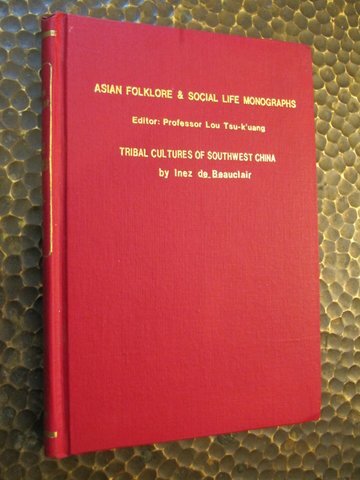 ASIAN FOLKLORE & SOCIAL LIFE MONOGRAPHS
Editor: Professor Lou Tsu-k'uang
TRIBAL CULTURES OF SOUTHWEST CHINA
by Inez de Beauclair